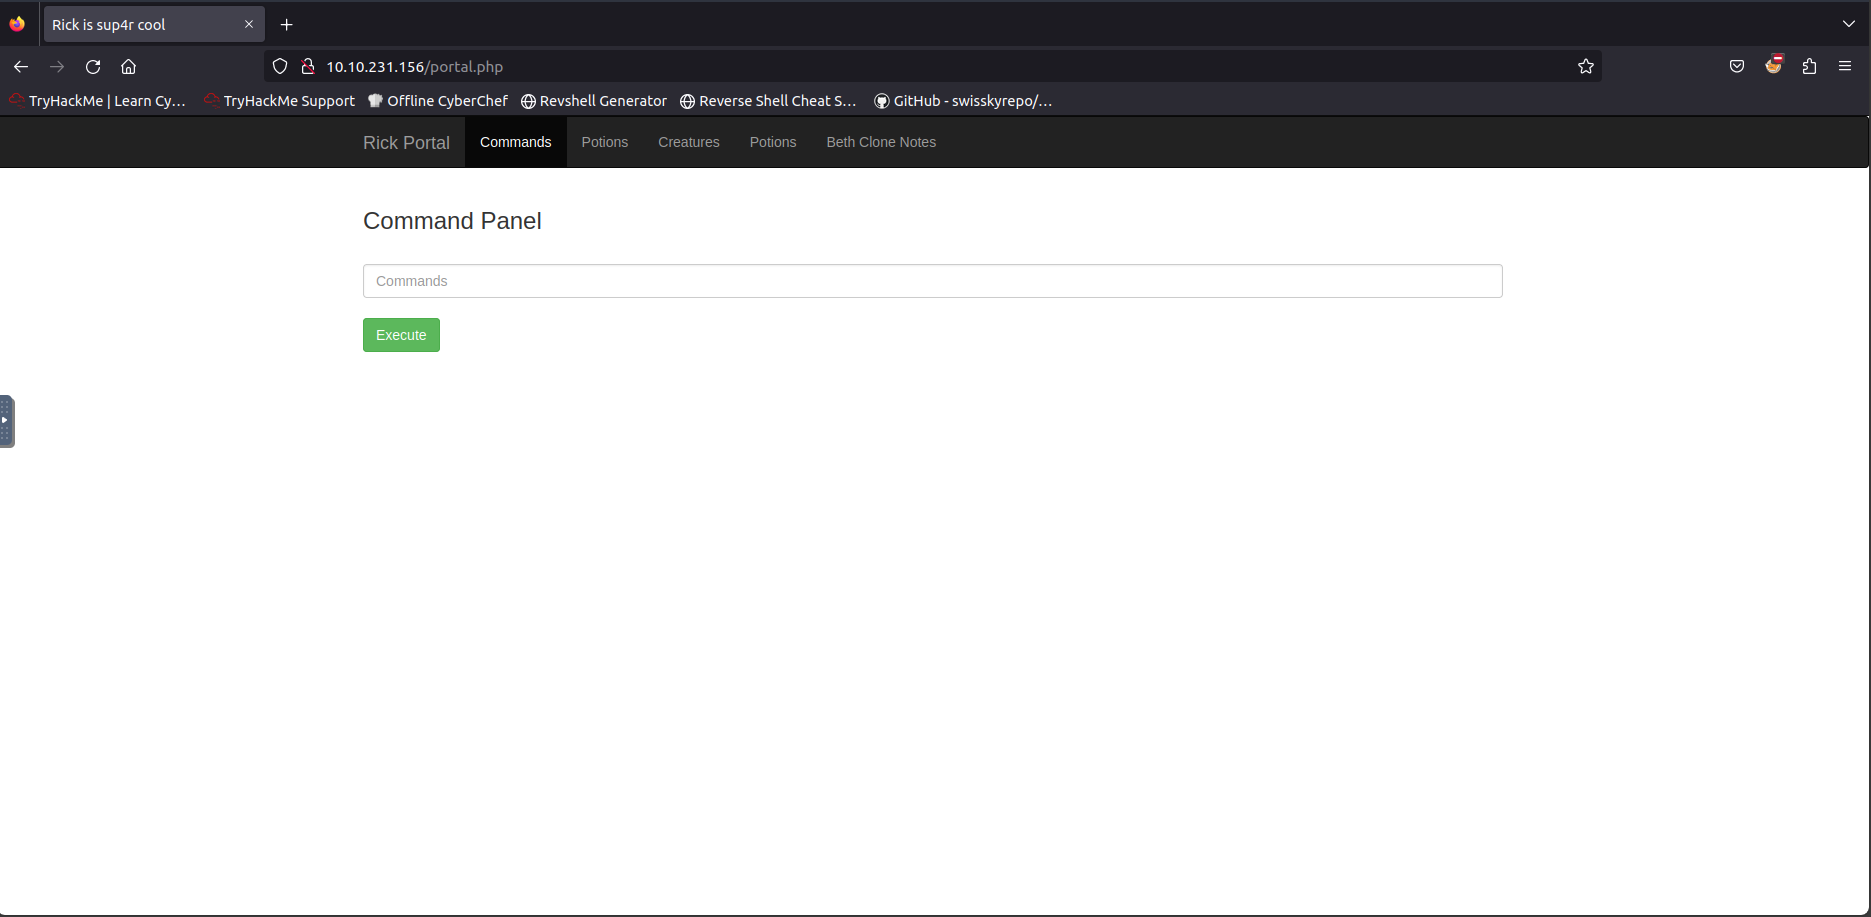 Rick is sup4r cool
10.10.231.156/portal.php
TryHackMe | Learn Cy... TryHackMe Support Offline CyberChef Revshell Generator Reverse Shell Cheat S... GitHub - swisskyrepo/...
Rick Portal Commands Potions Creatures Potions Beth Clone Notes
Command Panel
Commands
Execute